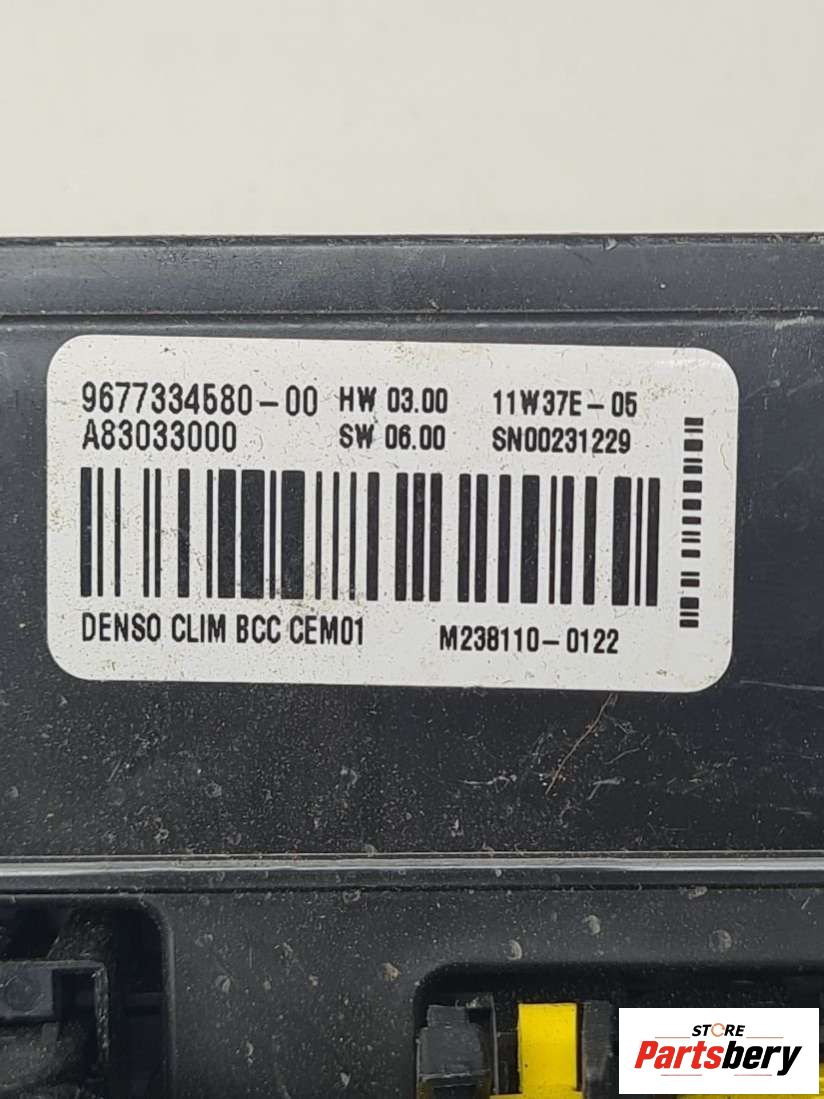 9677334580-00 HW 03.00 11W37E-05
A83033000 SW 06.00 SN00231229
DENSO CLIM BCC CEM01 M238110-0122
STORE
Partsbery